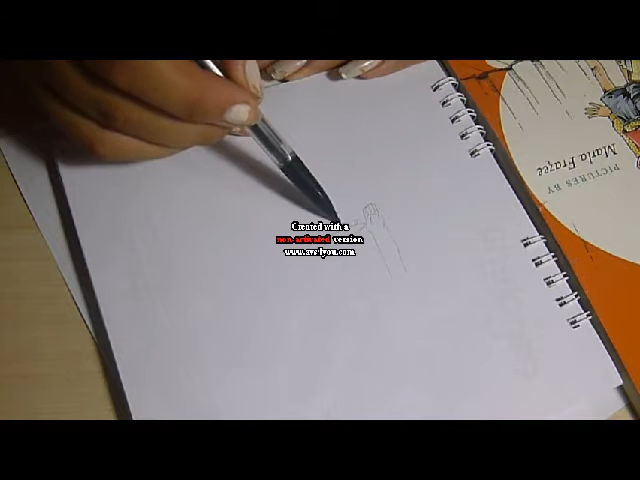 Created with a
non-activated version
www.avs4you.com
PICTURES BY
Marla Frazee